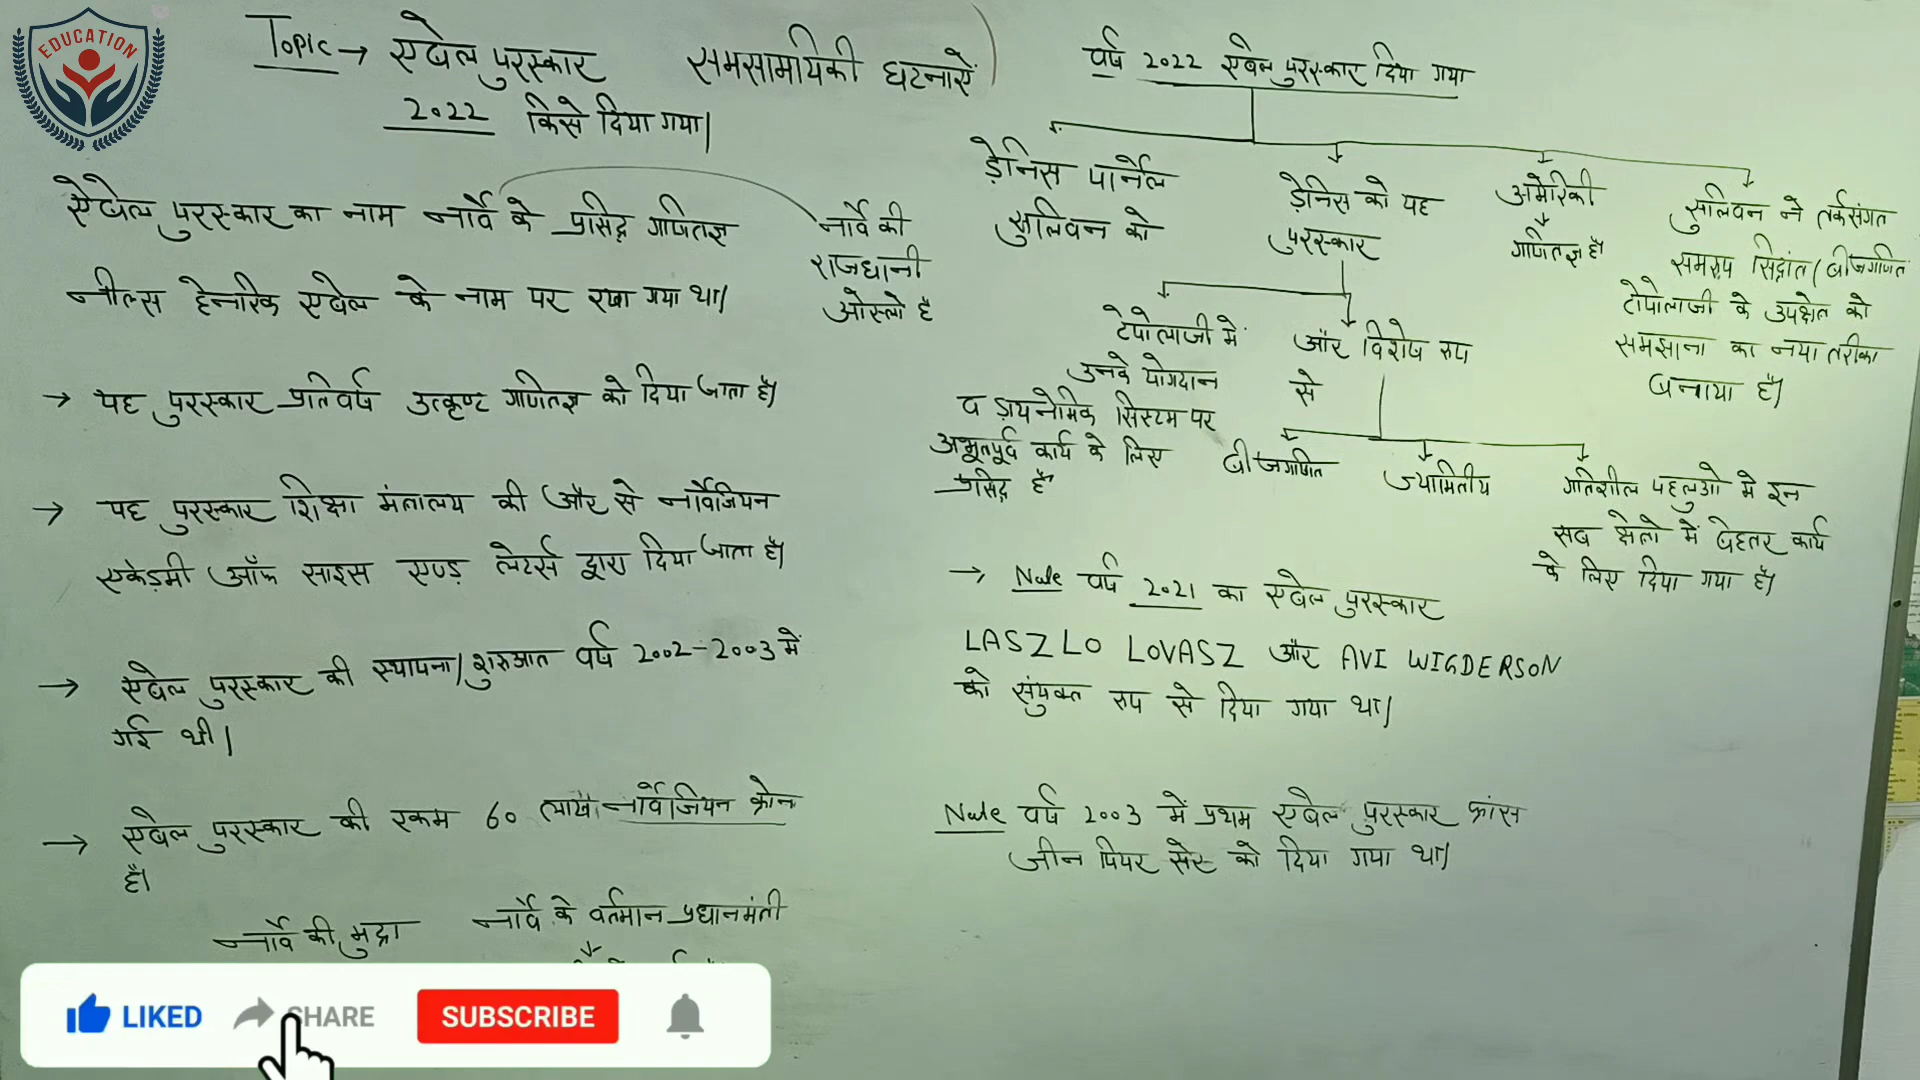 EDUCATION
Topic → एबेल पुरस्कार समसामायिकी घटनाऐं
2022 किसे दिया गया।
ऐबेल पुरस्कार का नाम नार्वे के प्रसिद्ध गणितज्ञ
नील्स हेनरिक एबेल के नाम पर रखा गया था।
नार्वे की
राजधानी
ओस्लो है
→ यह पुरस्कार प्रतिवर्ष उत्कृष्ट गणितज्ञ को दिया जाता है।
→ यह पुरस्कार शिक्षा मंत्रालय की और से नार्वेजियन
एकेडमी ऑफ साइस एण्ड लेटर्स द्वारा दिया जाता है।
→ एबेल पुरस्कार की स्थापना/शुरुआत वर्ष 2002-2003 में
गई थी।
→ एबेल पुरस्कार की रकम 60 लाख नार्वेजियन क्रोन
है।
नार्वे की मुद्रा नार्वे के वर्तमान प्रधानमंत्री
वर्ष 2022 ऐबेल पुरस्कार दिया गया
डेनिस पार्नेल
सुलिवन को
डेनिस को यह
पुरस्कार
अमेरिकी
गणितज्ञ है
सुलिवन ने तर्कसंगत
समरुप सिद्वांत/बीजगणित
टोपोलाजी के उपक्षेत्र को
समझाना का नया तरीका
बनाया है।
टेपोलाजी में
उनके योगदान
व डायनेमिक सिस्टम पर
अभूतपूर्व कार्य के लिए
प्रसिद्व है
और विशेष रुप
से
बीजगणित
ज्यामितीय
गतिशील पहलुओ मे इन
सब क्षेत्रो में बेहतर कार्य
के लिए दिया गया है।
→ Note वर्ष 2021 का एबेल पुरस्कार
LASZLO LOVASZ और AVI WIGDERSON
को संयुक्त रुप से दिया गया था।
Note वर्ष 2003 में प्रथम एबेल पुरस्कार फ्रांस
जीन पियर सेर को दिया गया था।
LIKED SHARE SUBSCRIBE